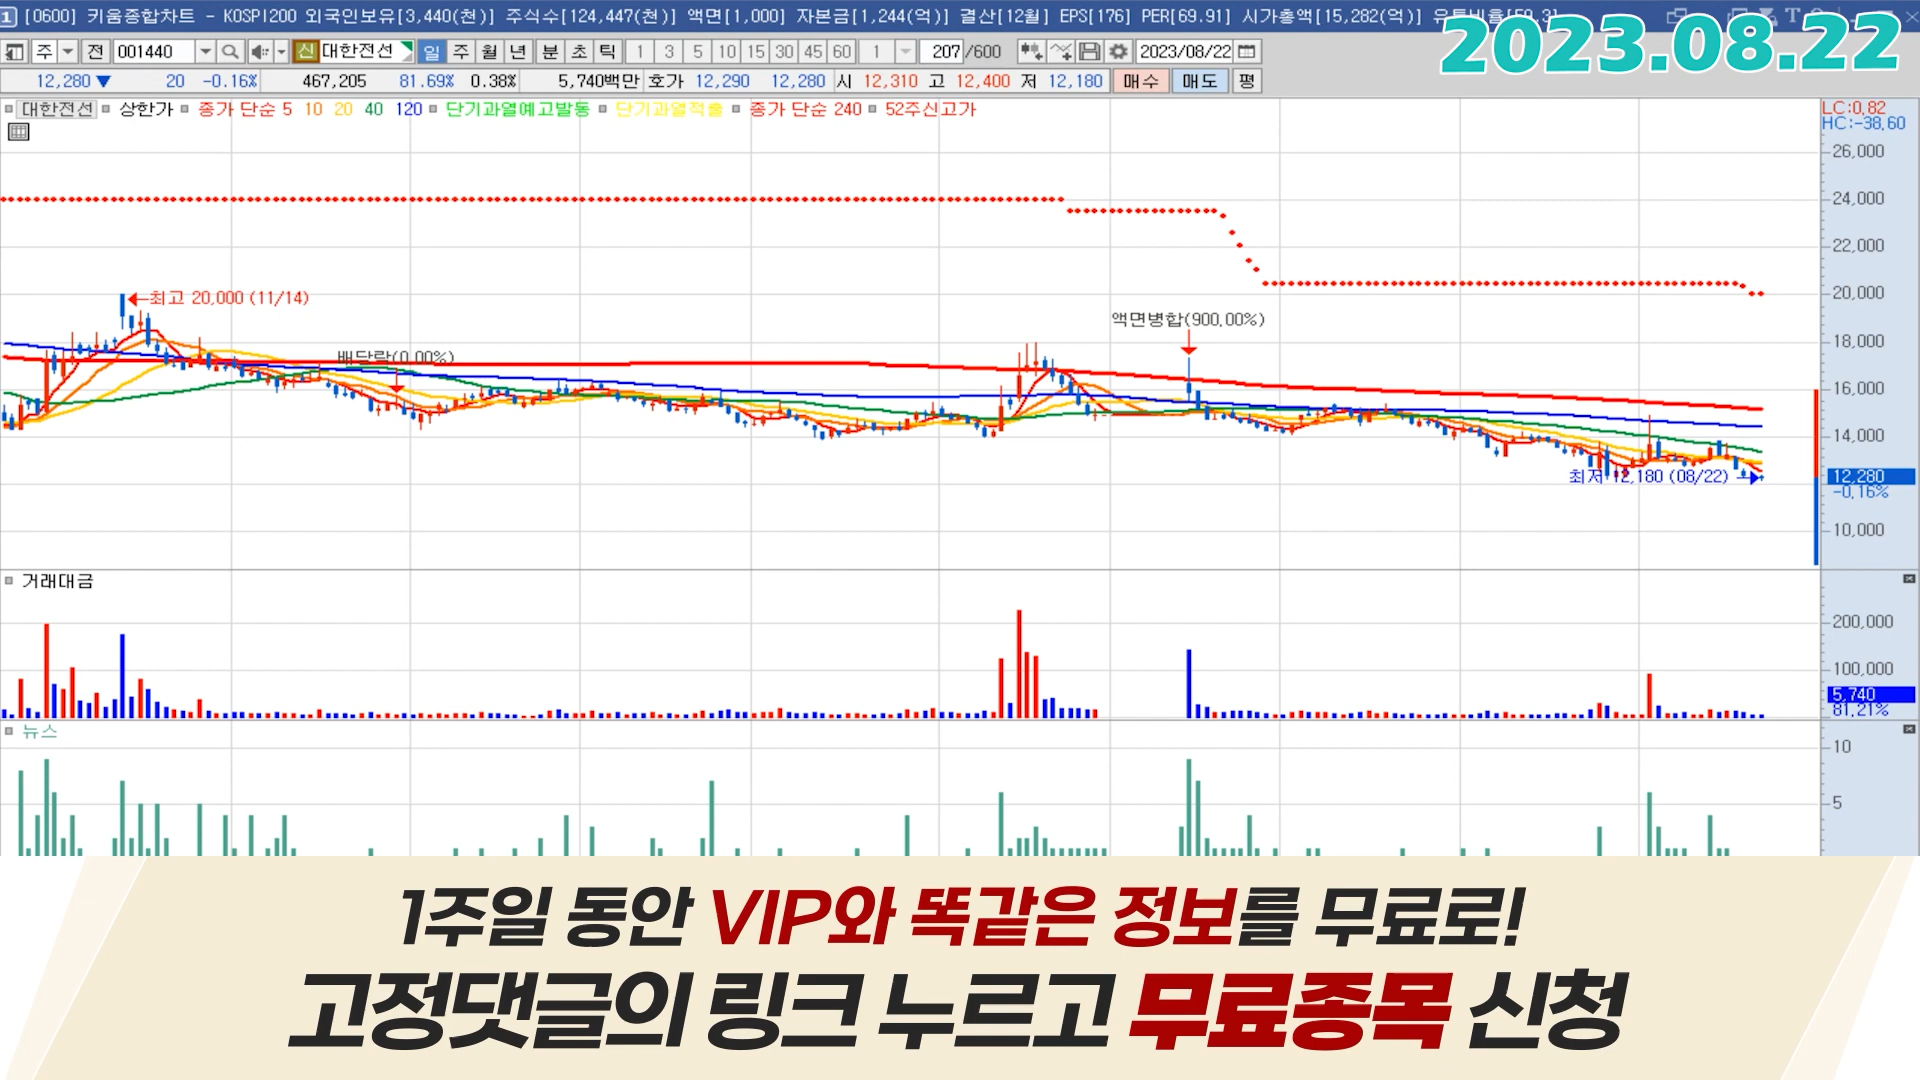 [0600] 키움종합차트 - KOSPI200 외국인보유[3,440(천)] 주식수[124,447(천)] 액면[1,000] 자본금[1,244(억)] 결산[12월] EPS[176] PER[69.91] 시가총액[15,282(억)]
2023.08.22
주 전 001440 신 대한전선 일 주 월 년 분 초 틱 1 3 5 10 15 30 45 60 1 207 /600 2023/08/22
12,280 ▼ 20 -0.16% 467,205 81.69% 0.38% 5,740백만 호가 12,290 12,280 시 12,310 고 12,400 저 12,180 매수 매도 평
대한전선 상한가 종가 단순 5 10 20 40 120 단기과열예고발동 단기과열적출 종가 단순 240 52주신고가
LC:0.82
HC:-38.60
26,000
24,000
22,000
20,000
최고 20,000 (11/14)
액면병합(900.00%)
18,000
배당락(0.00%)
16,000
14,000
최저 12,180 (08/22)
12,280
-0.16%
10,000
거래대금
200,000
100,000
5,740
81.21%
뉴스
10
5
1주일 동안 VIP와 똑같은 정보를 무료로!
고정댓글의 링크 누르고 무료종목 신청